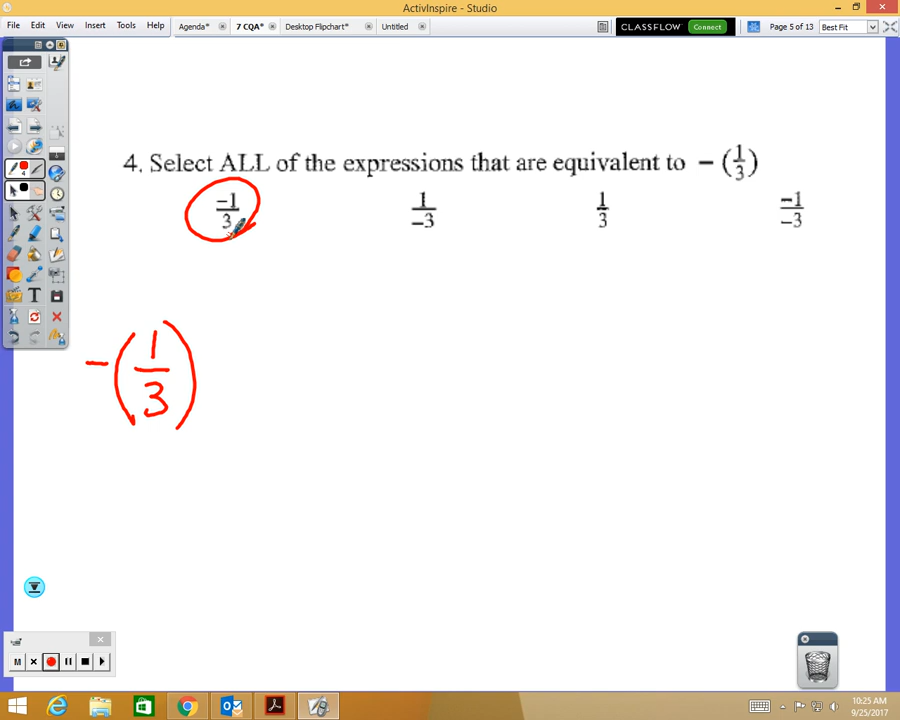 ActivInspire - Studio
File Edit View Insert Tools Help Agenda* 7 CQA* Desktop Flipchart* Untitled CLASSFLOW Connect Page 5 of 13 Best Fit
4. Select ALL of the expressions that are equivalent to - (1/3)
-1/3 1/-3 1/3 -1/-3
-(1/3)
M
10:25 AM
9/25/2017